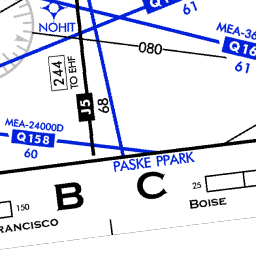 NOHIT
61
MEA-36
Q16
61
080
244
TO EHF
J5
89
MEA-24000D
Q158
60
PASKE PPARK
B C
25
BOISE
150
RANCISCO